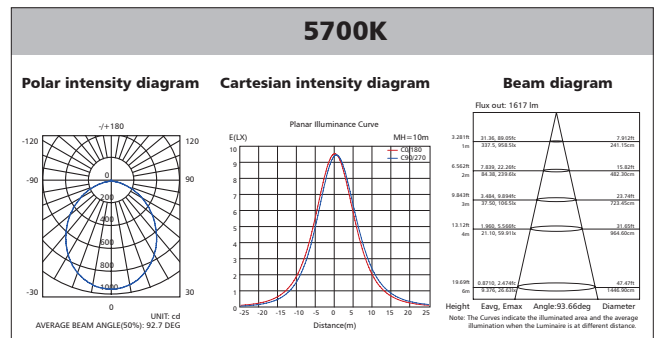 5700K
Polar intensity diagram
Cartesian intensity diagram
Beam diagram
-/+180
-120
120
-90
90
-30
30
0
0
200
400
600
800
1000
UNIT: cd
AVERAGE BEAM ANGLE(50%): 92.7 DEG
Planar Illuminance Curve
E(LX)
MH=10m
C0/180
C90/270
10
9
8
7
6
5
4
3
2
1
0
-25 -20 -15 -10 -5 0 5 10 15 20 25
Distance(m)
Flux out: 1617 lm
3.281ft 31.36, 89.05fc 7.912ft
1m 337.5, 958.5lx 241.15cm
6.562ft 7.839, 22.26fc 15.82ft
2m 84.38, 239.6lx 482.30cm
9.843ft 3.484, 9.894fc 23.74ft
3m 37.50, 106.5lx 723.45cm
13.12ft 1.960, 5.566fc 31.65ft
4m 21.10, 59.91lx 964.60cm
19.69ft 0.8710, 2.474fc 47.47ft
6m 9.376, 26.63lx 1446.90cm
Height Eavg, Emax Angle:93.66deg Diameter
Note: The Curves indicate the illuminated area and the average
illumination when the Luminaire is at different distance.